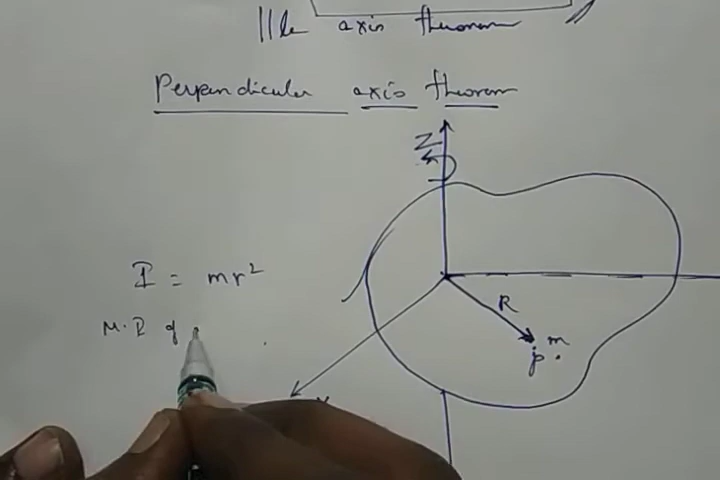 || le axis theorem
Perpendicular axis theorem
Z
I = mr²
R
M.I of
m
p.